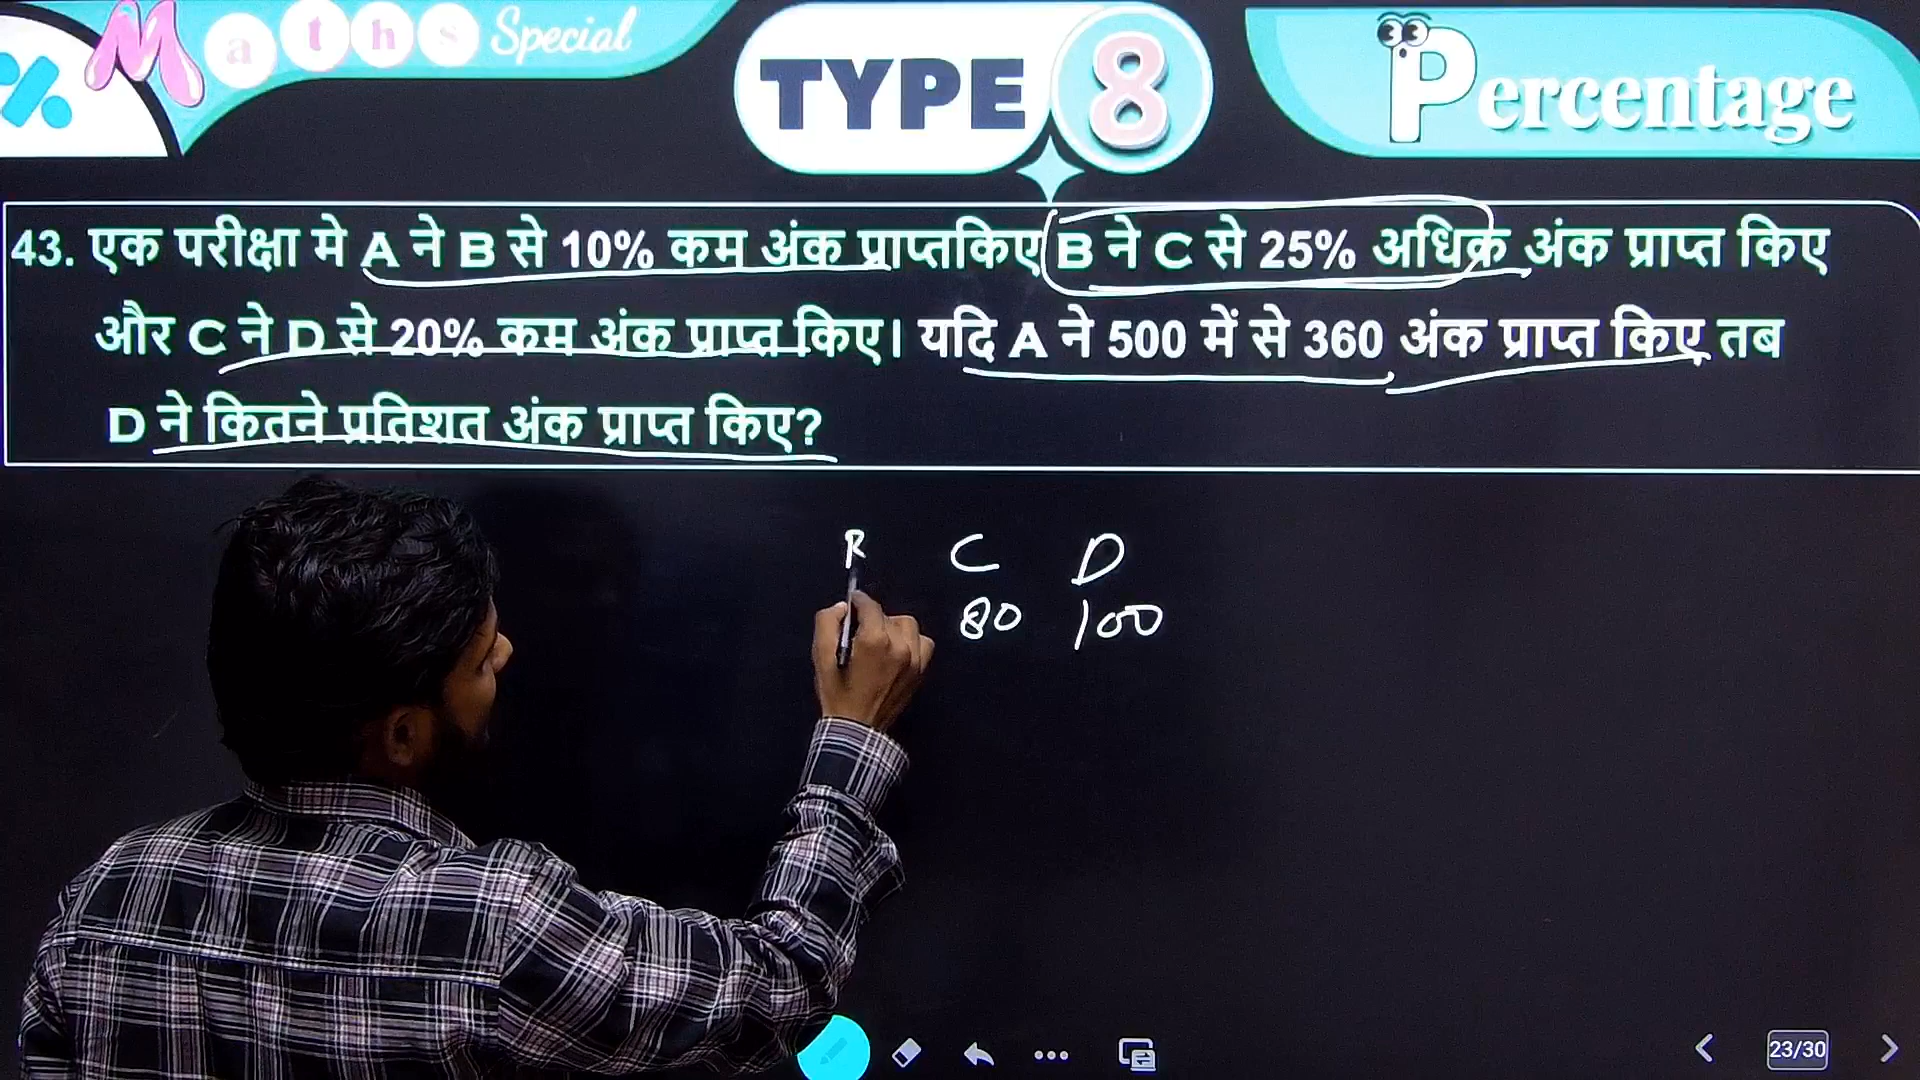 % Maths Special
TYPE 8
Percentage
43. एक परीक्षा मे A ने B से 10% कम अंक प्राप्तकिए B ने C से 25% अधिक अंक प्राप्त किए
और C ने D से 20% कम अंक प्राप्त किए। यदि A ने 500 में से 360 अंक प्राप्त किए तब
D ने कितने प्रतिशत अंक प्राप्त किए?
C D
80 100
23/30